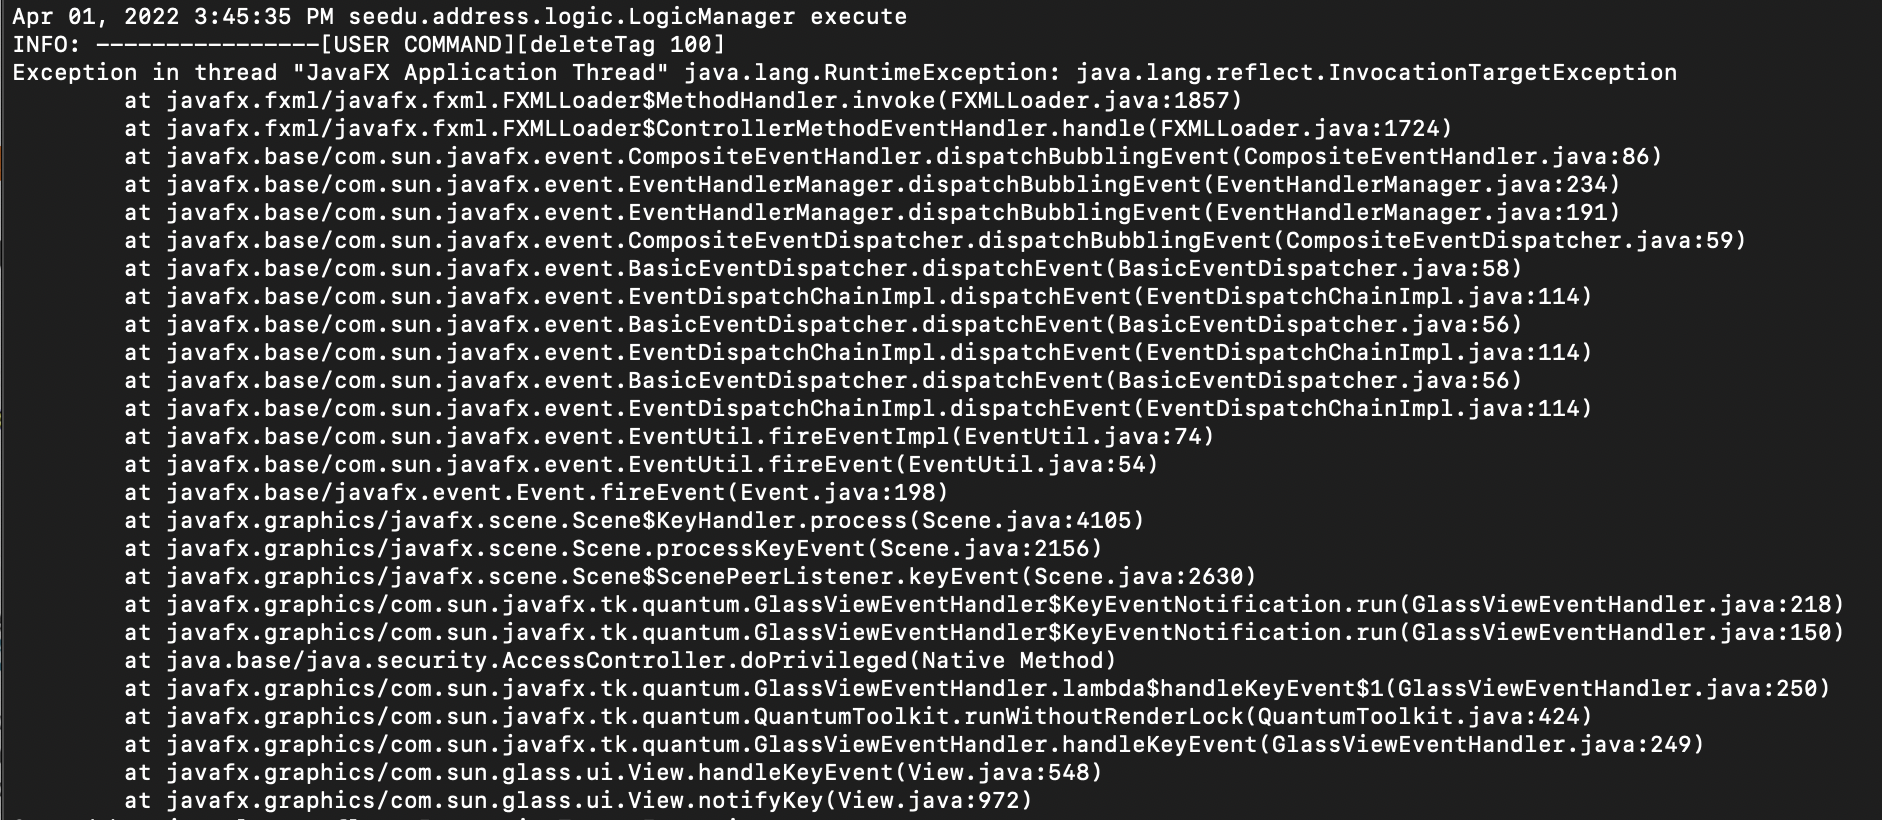 Apr 01, 2022 3:45:35 PM seedu.address.logic.LogicManager execute
INFO: ----------------[USER COMMAND][deleteTag 100]
Exception in thread "JavaFX Application Thread" java.lang.RuntimeException: java.lang.reflect.InvocationTargetException
at javafx.fxml/javafx.fxml.FXMLLoader$MethodHandler.invoke(FXMLLoader.java:1857)
at javafx.fxml/javafx.fxml.FXMLLoader$ControllerMethodEventHandler.handle(FXMLLoader.java:1724)
at javafx.base/com.sun.javafx.event.CompositeEventHandler.dispatchBubblingEvent(CompositeEventHandler.java:86)
at javafx.base/com.sun.javafx.event.EventHandlerManager.dispatchBubblingEvent(EventHandlerManager.java:234)
at javafx.base/com.sun.javafx.event.EventHandlerManager.dispatchBubblingEvent(EventHandlerManager.java:191)
at javafx.base/com.sun.javafx.event.CompositeEventDispatcher.dispatchBubblingEvent(CompositeEventDispatcher.java:59)
at javafx.base/com.sun.javafx.event.BasicEventDispatcher.dispatchEvent(BasicEventDispatcher.java:58)
at javafx.base/com.sun.javafx.event.EventDispatchChainImpl.dispatchEvent(EventDispatchChainImpl.java:114)
at javafx.base/com.sun.javafx.event.BasicEventDispatcher.dispatchEvent(BasicEventDispatcher.java:56)
at javafx.base/com.sun.javafx.event.EventDispatchChainImpl.dispatchEvent(EventDispatchChainImpl.java:114)
at javafx.base/com.sun.javafx.event.BasicEventDispatcher.dispatchEvent(BasicEventDispatcher.java:56)
at javafx.base/com.sun.javafx.event.EventDispatchChainImpl.dispatchEvent(EventDispatchChainImpl.java:114)
at javafx.base/com.sun.javafx.event.EventUtil.fireEventImpl(EventUtil.java:74)
at javafx.base/com.sun.javafx.event.EventUtil.fireEvent(EventUtil.java:54)
at javafx.base/javafx.event.Event.fireEvent(Event.java:198)
at javafx.graphics/javafx.scene.Scene$KeyHandler.process(Scene.java:4105)
at javafx.graphics/javafx.scene.Scene.processKeyEvent(Scene.java:2156)
at javafx.graphics/javafx.scene.Scene$ScenePeerListener.keyEvent(Scene.java:2630)
at javafx.graphics/com.sun.javafx.tk.quantum.GlassViewEventHandler$KeyEventNotification.run(GlassViewEventHandler.java:218)
at javafx.graphics/com.sun.javafx.tk.quantum.GlassViewEventHandler$KeyEventNotification.run(GlassViewEventHandler.java:150)
at java.base/java.security.AccessController.doPrivileged(Native Method)
at javafx.graphics/com.sun.javafx.tk.quantum.GlassViewEventHandler.lambda$handleKeyEvent$1(GlassViewEventHandler.java:250)
at javafx.graphics/com.sun.javafx.tk.quantum.QuantumToolkit.runWithoutRenderLock(QuantumToolkit.java:424)
at javafx.graphics/com.sun.javafx.tk.quantum.GlassViewEventHandler.handleKeyEvent(GlassViewEventHandler.java:249)
at javafx.graphics/com.sun.glass.ui.View.handleKeyEvent(View.java:548)
at javafx.graphics/com.sun.glass.ui.View.notifyKey(View.java:972)